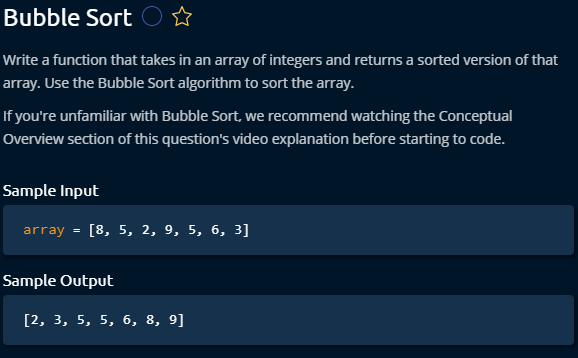 Bubble Sort
Write a function that takes in an array of integers and returns a sorted version of that
array. Use the Bubble Sort algorithm to sort the array.
If you're unfamiliar with Bubble Sort, we recommend watching the Conceptual
Overview section of this question's video explanation before starting to code.
Sample Input
array = [8, 5, 2, 9, 5, 6, 3]
Sample Output
[2, 3, 5, 5, 6, 8, 9]